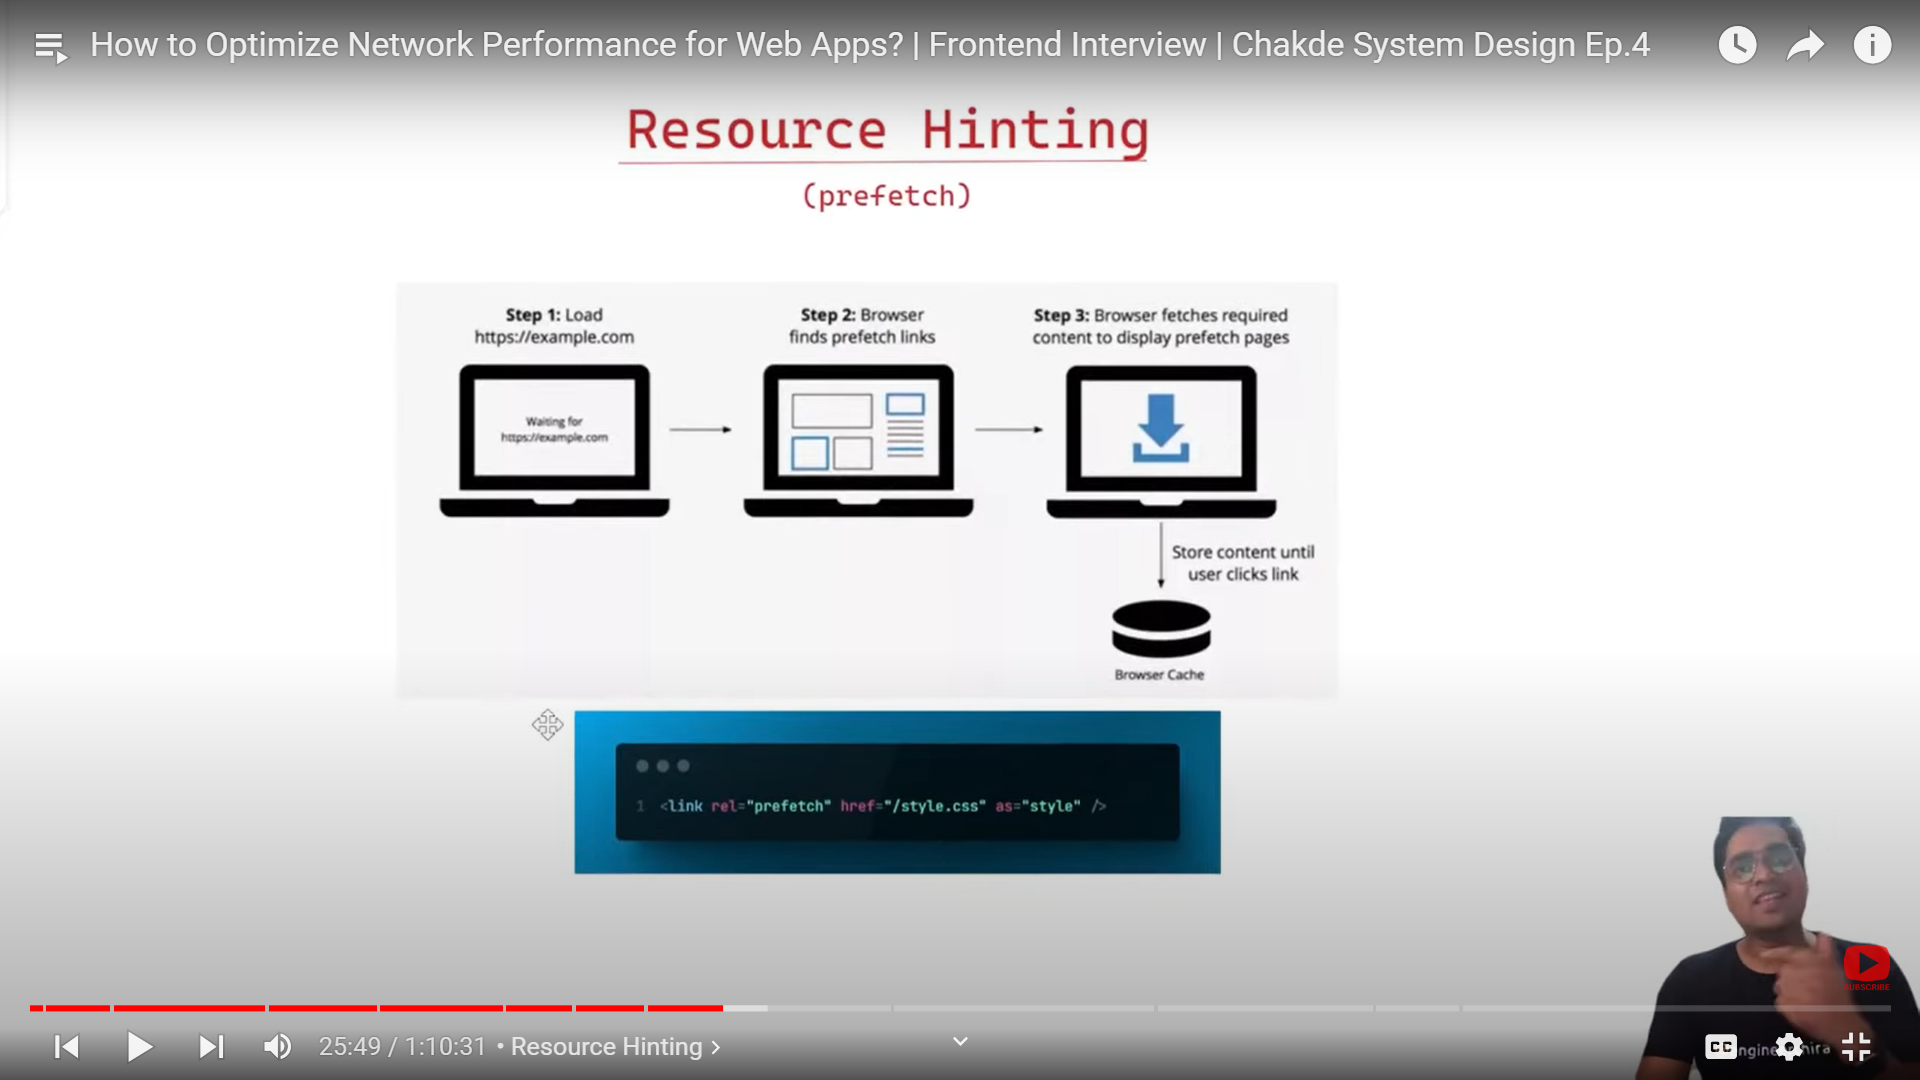 How to Optimize Network Performance for Web Apps? | Frontend Interview | Chakde System Design Ep.4
Resource Hinting
(prefetch)
Step 1: Load
https://example.com
Step 2: Browser
finds prefetch links
Step 3: Browser fetches required
content to display prefetch pages
Waiting for
https://example.com
Store content until
user clicks link
Browser Cache
1 <link rel="prefetch" href="/style.css" as="style" />
SUBSCRIBE
25:49 / 1:10:31 • Resource Hinting >
CC